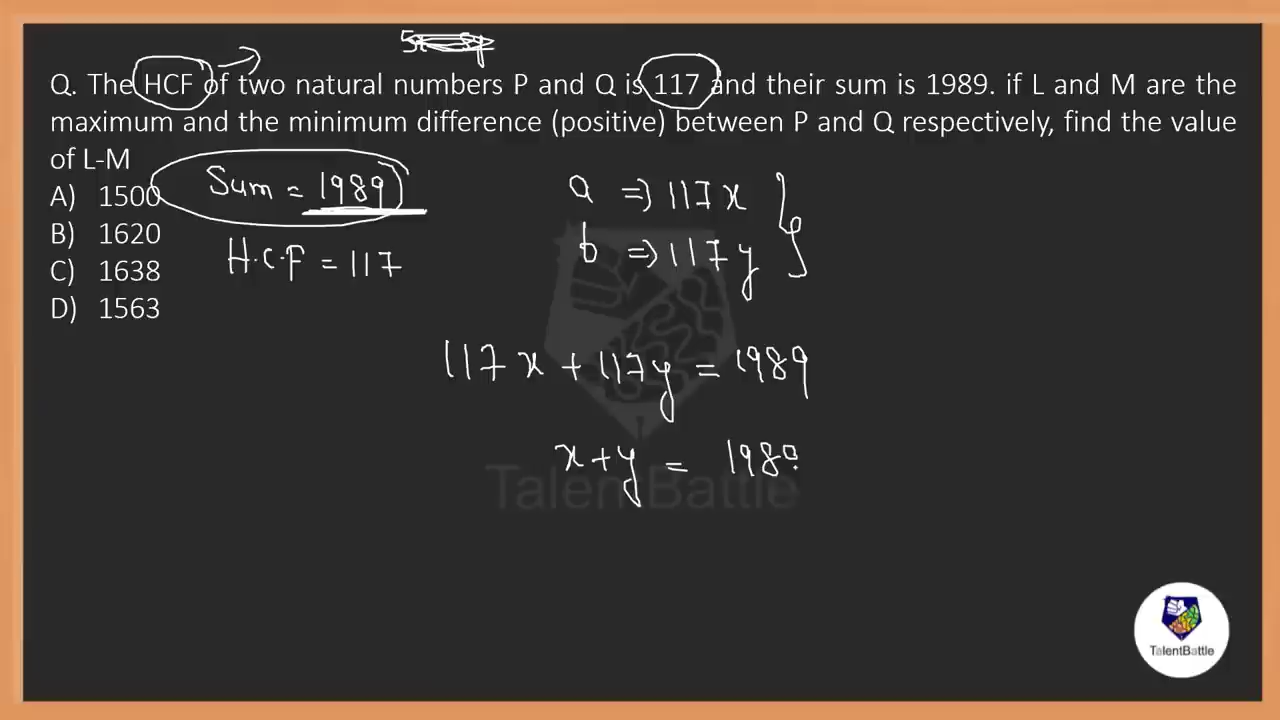 Q. The HCF of two natural numbers P and Q is 117 and their sum is 1989. if L and M are the
maximum and the minimum difference (positive) between P and Q respectively, find the value
of L-M
A) 1500
B) 1620
C) 1638
D) 1563
Sum = 1989
H.C.F = 117
a ⇒ 117x
b ⇒ 117y
117x + 117y = 1989
x+y = 1989
TalentBattle
TalentBattle